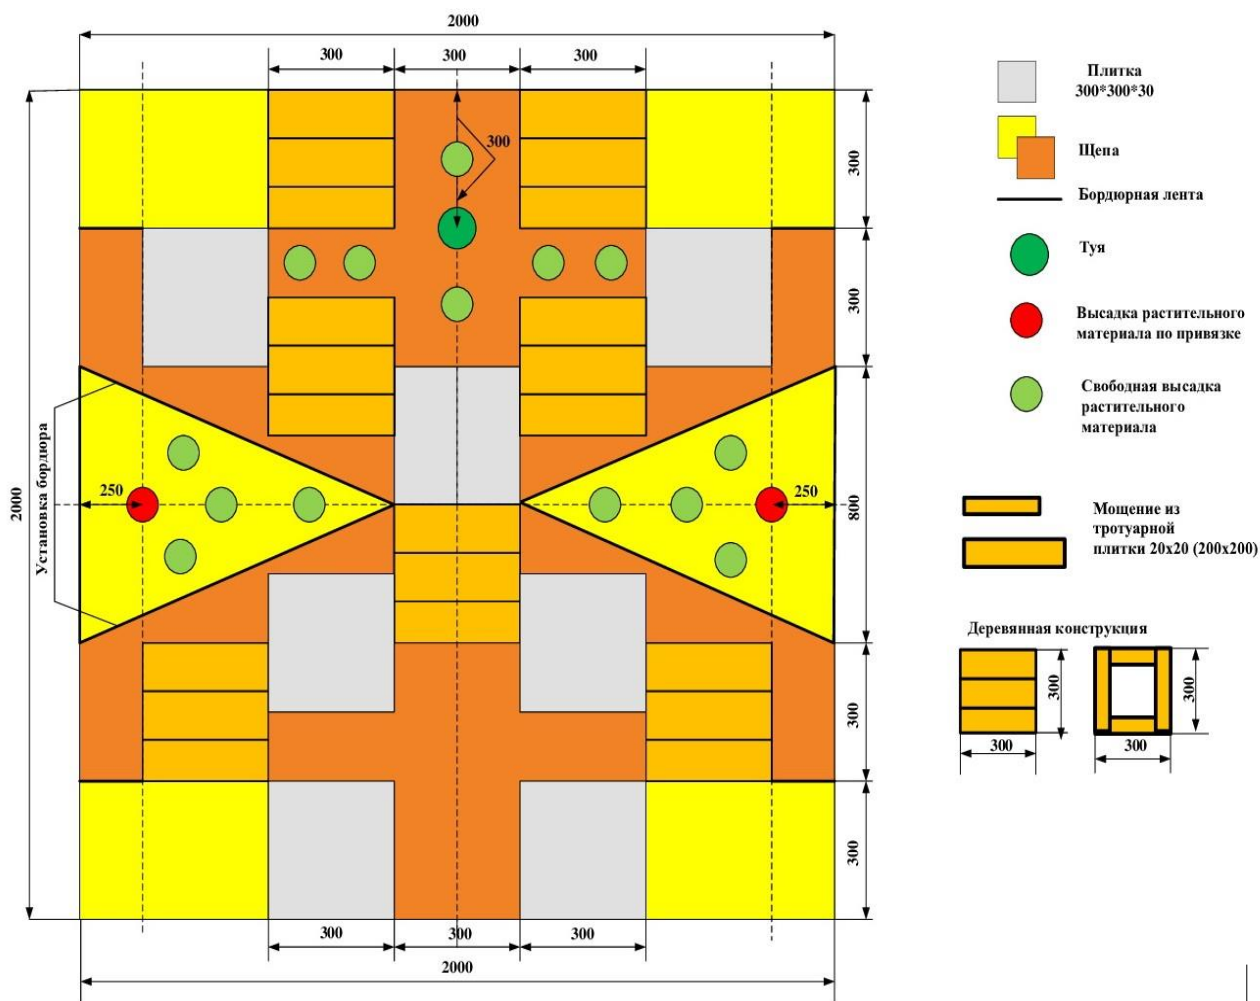 2000
300
300
300
300
300
300
2000
800
300
300
250
250
Установка бордюра
300
300
300
2000
Плитка
300*300*30
Щепа
Бордюрная лента
Туя
Высадка растительного
материала по привязке
Свободная высадка
растительного
материала
Мощение из
тротуарной
плитки 20х20 (200х200)
Деревянная конструкция
300
300
300
300